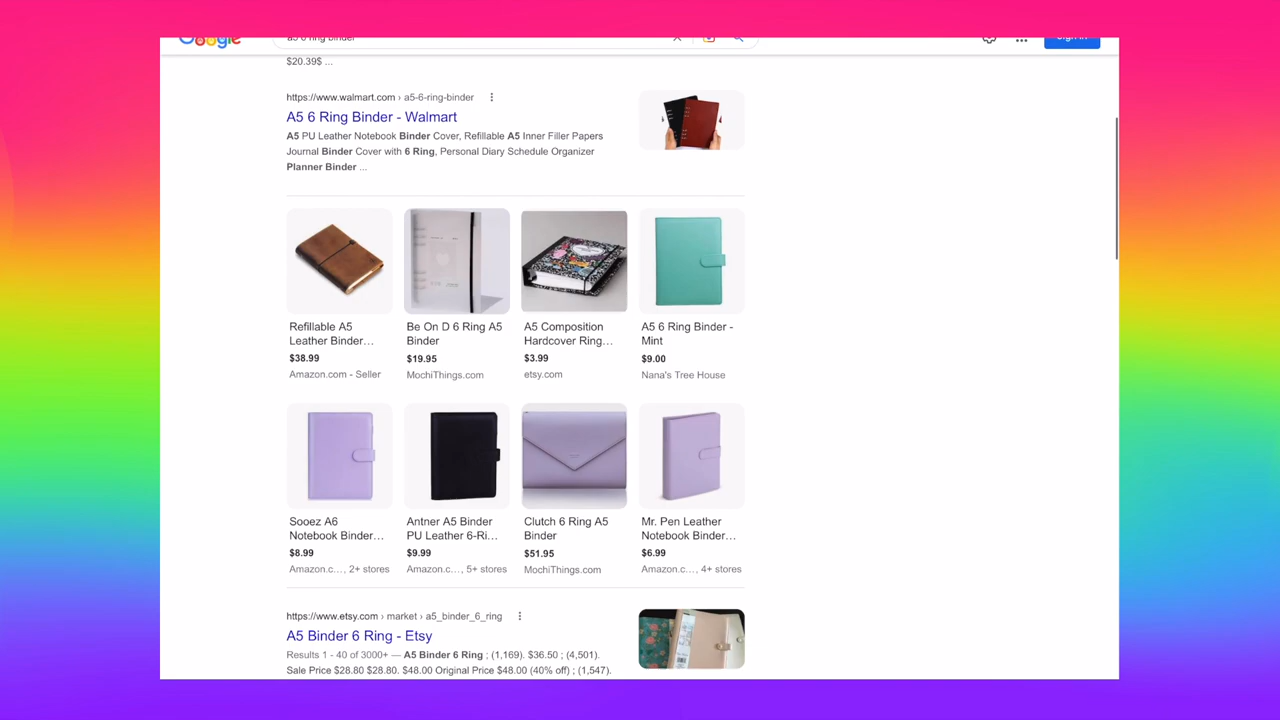 Google
a5 6 ring binder
Sign in
$20.39$ ...
https://www.walmart.com › a5-6-ring-binder
A5 6 Ring Binder - Walmart
A5 PU Leather Notebook Binder Cover, Refillable A5 Inner Filler Papers
Journal Binder Cover with 6 Ring, Personal Diary Schedule Organizer
Planner Binder ...
Refillable A5
Leather Binder...
$38.99
Amazon.com - Seller
Be On D 6 Ring A5
Binder
$19.95
MochiThings.com
A5 Composition
Hardcover Ring...
$3.99
etsy.com
A5 6 Ring Binder -
Mint
$9.00
Nana's Tree House
Sooez A6
Notebook Binder...
$8.99
Amazon.c..., 2+ stores
Antner A5 Binder
PU Leather 6-Ri...
$9.99
Amazon.c..., 5+ stores
Clutch 6 Ring A5
Binder
$51.95
MochiThings.com
Mr. Pen Leather
Notebook Binder...
$6.99
Amazon.c... 4+ stores
https://www.etsy.com › market › a5_binder_6_ring
A5 Binder 6 Ring - Etsy
Results 1 - 40 of 3000+ — A5 Binder 6 Ring ; (1,169). $36.50 ; (4,501).
Sale Price $28.80 $28.80. $48.00 Original Price $48.00 (40% off) ; (1,547).